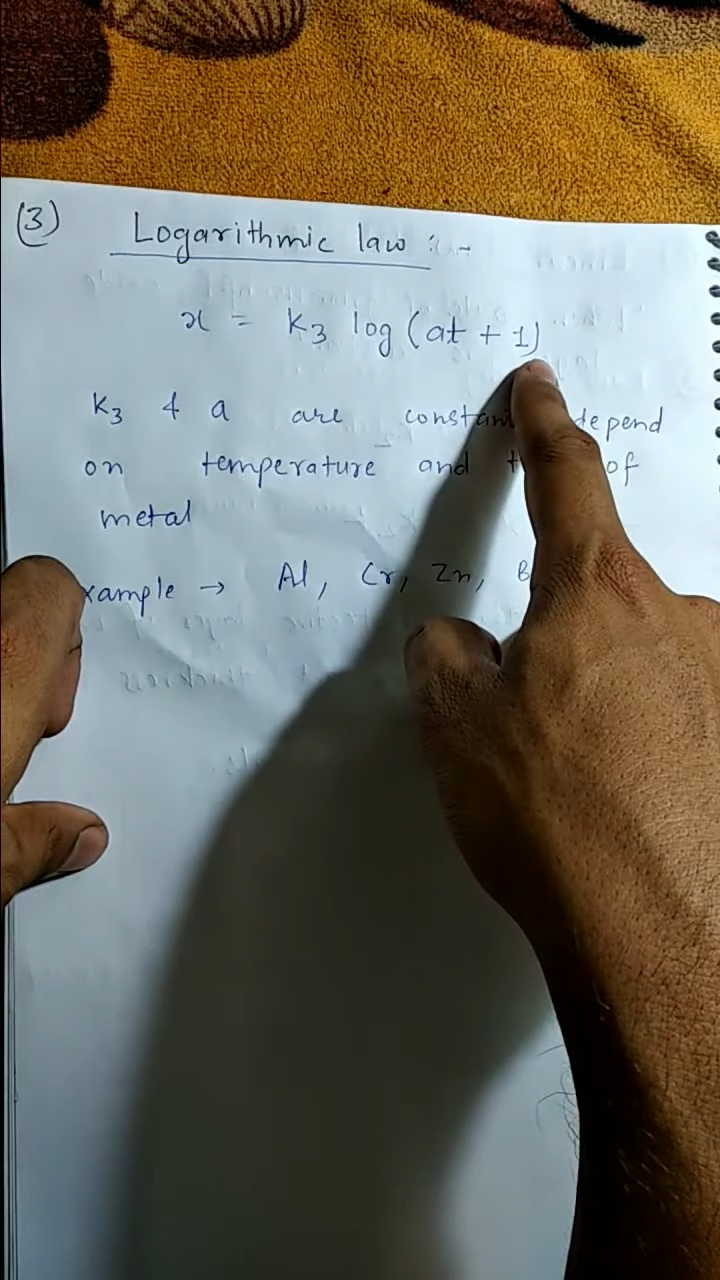 (3) Logarithmic law :-
x = K3 log (at + 1)
K3 & a are depend
on temperature and of
metal
xample → Al, Cr, Zn,